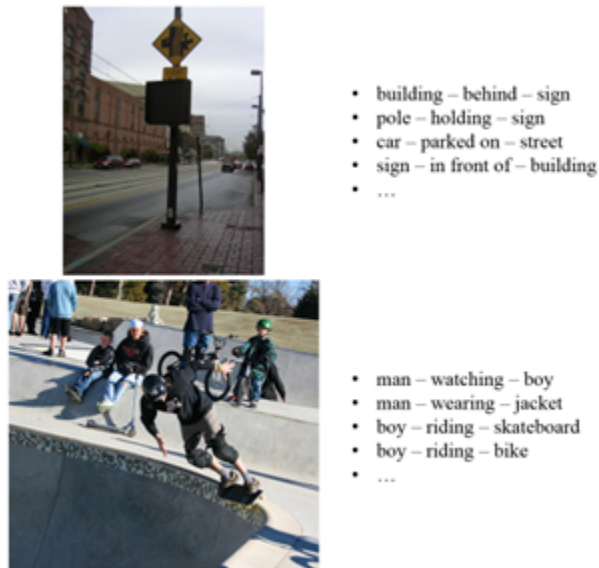 • building – behind – sign
• pole – holding – sign
• car – parked on – street
• sign – in front of – building
• …
• man – watching – boy
• man – wearing – jacket
• boy – riding – skateboard
• boy – riding – bike
• …